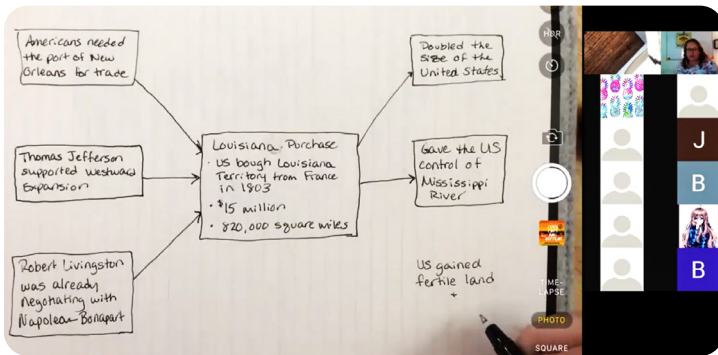 Americans needed
the port of New
Orleans for trade
Thomas Jefferson
supported Westward
Expansion
Robert Livingston
was already
negotiating with
Napoleon Bonapart
Louisiana Purchase
· US bough Louisiana
Territory from France
in 1803
· $15 million
· 820,000 square miles
Doubled the
size of the
United States
Gave the US
control of
Mississippi
River
US gained
fertile land
+
HDR
TIME-
LAPSE
PHOTO
SQUARE
J
B
B